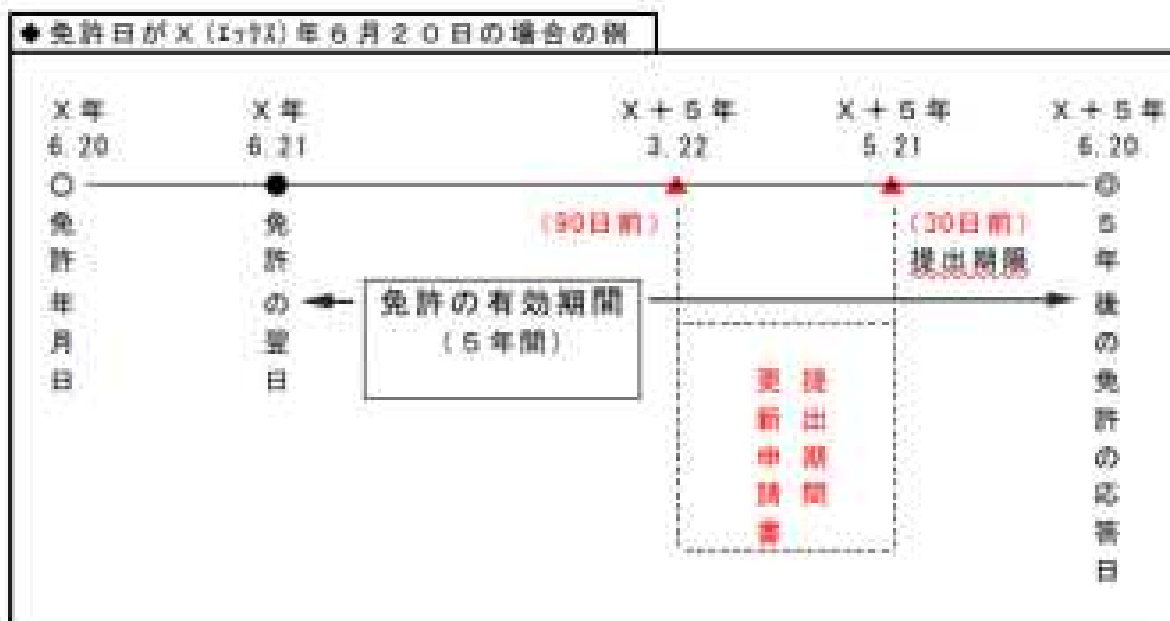 ◆免許日がX(エックス)年6月20日の場合の例
X年
6.20
X年
6.21
X+5年
3.22
X+5年
5.21
X+5年
6.20
免許年月日
免許の翌日
(90日前)
(30日前)
提出期限
免許の有効期間
(5年間)
提出期間
更新申請書
5年後の免許の応答日